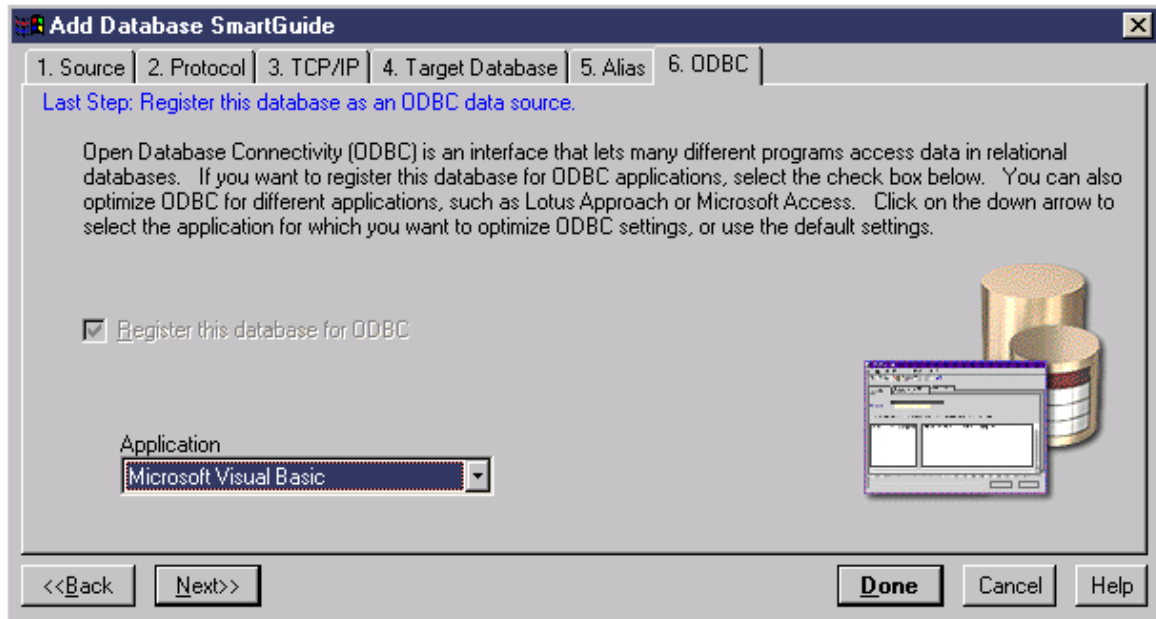 Add Database SmartGuide
1. Source 2. Protocol 3. TCP/IP 4. Target Database 5. Alias 6. ODBC
Last Step: Register this database as an ODBC data source.
Open Database Connectivity (ODBC) is an interface that lets many different programs access data in relational
databases. If you want to register this database for ODBC applications, select the check box below. You can also
optimize ODBC for different applications, such as Lotus Approach or Microsoft Access. Click on the down arrow to
select the application for which you want to optimize ODBC settings, or use the default settings.
Register this database for ODBC
Application
Microsoft Visual Basic
<<Back Next>> Done Cancel Help